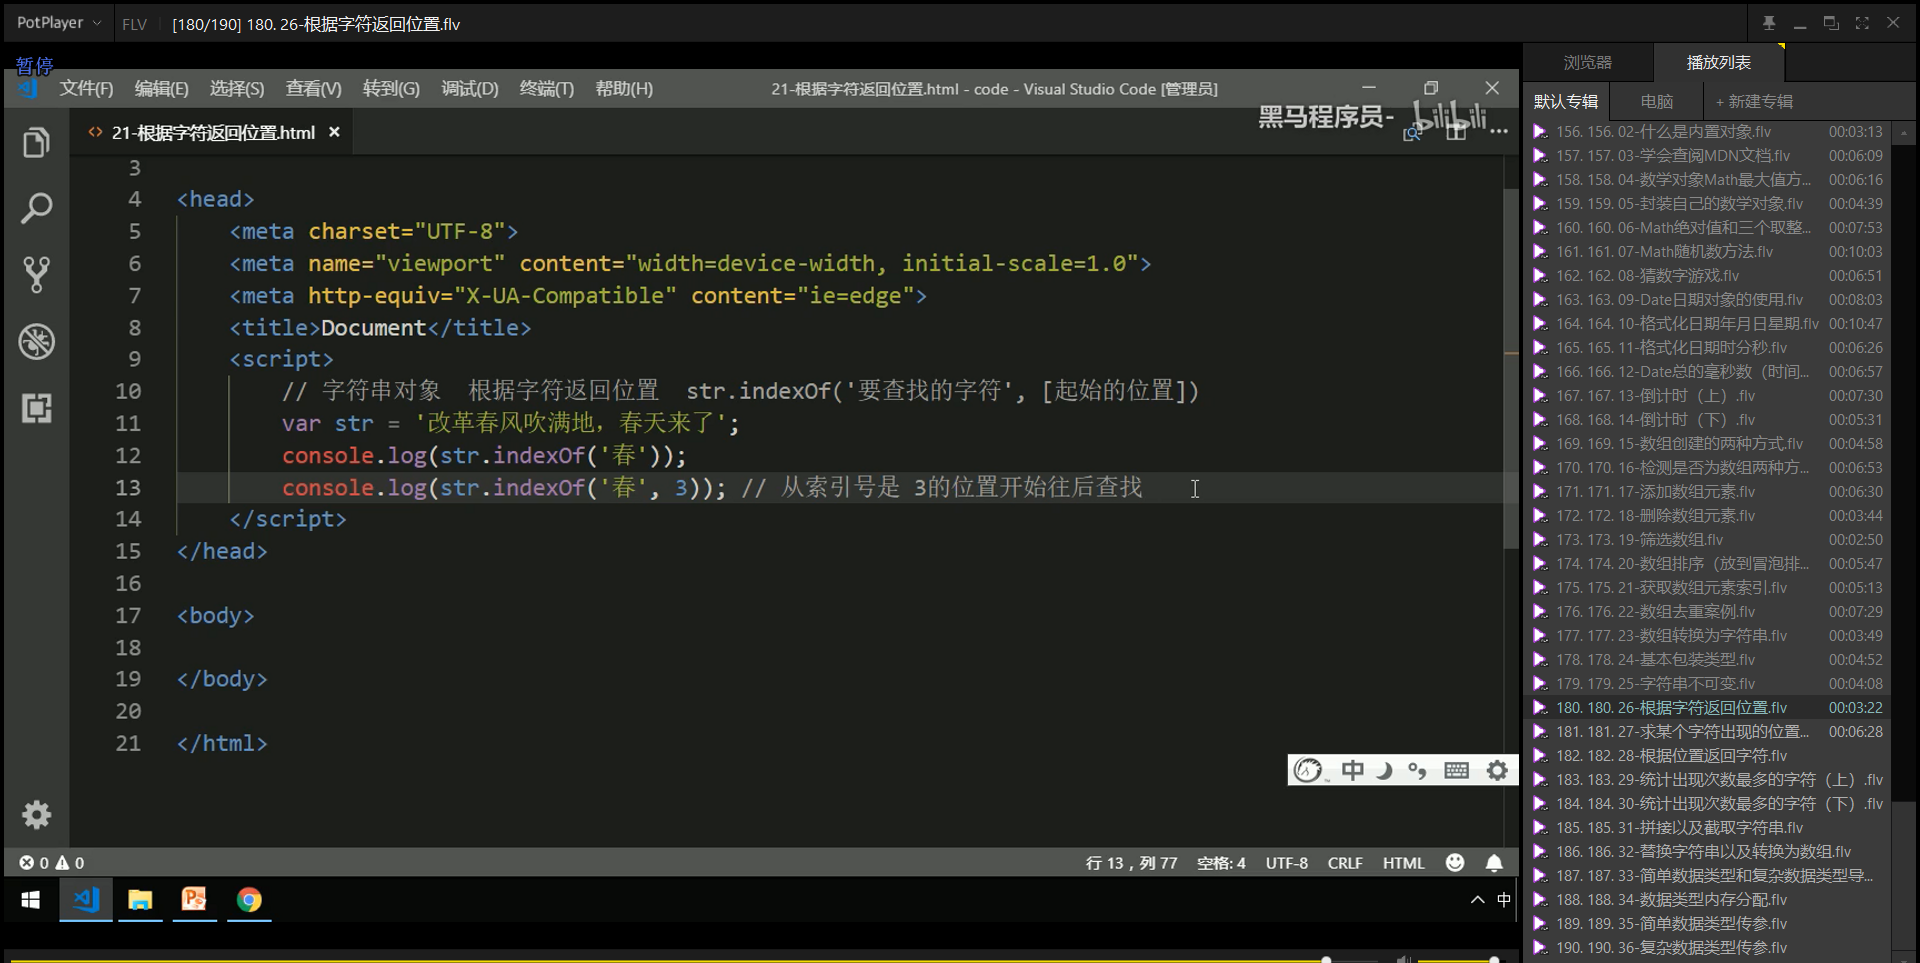 PotPlayer FLV [180/190] 180. 26-根据字符返回位置.flv
暂停
文件(F) 编辑(E) 选择(S) 查看(V) 转到(G) 调试(D) 终端(T) 帮助(H) 21-根据字符返回位置.html - code - Visual Studio Code [管理员]
21-根据字符返回位置.html
黑马程序员- bilibili
3
4 <head>
5 <meta charset="UTF-8">
6 <meta name="viewport" content="width=device-width, initial-scale=1.0">
7 <meta http-equiv="X-UA-Compatible" content="ie=edge">
8 <title>Document</title>
9 <script>
10 // 字符串对象 根据字符返回位置 str.indexOf('要查找的字符', [起始的位置])
11 var str = '改革春风吹满地，春天来了';
12 console.log(str.indexOf('春'));
13 console.log(str.indexOf('春', 3)); // 从索引号是 3的位置开始往后查找
14 </script>
15 </head>
16
17 <body>
18
19 </body>
20
21 </html>
中
0 0 行 13，列 77 空格: 4 UTF-8 CRLF HTML
中
浏览器 播放列表
默认专辑 电脑 + 新建专辑
156. 156. 02-什么是内置对象.flv 00:03:13
157. 157. 03-学会查阅MDN文档.flv 00:06:09
158. 158. 04-数学对象Math最大值方... 00:06:16
159. 159. 05-封装自己的数学对象.flv 00:04:39
160. 160. 06-Math绝对值和三个取整... 00:07:53
161. 161. 07-Math随机数方法.flv 00:10:03
162. 162. 08-猜数字游戏.flv 00:06:51
163. 163. 09-Date日期对象的使用.flv 00:08:03
164. 164. 10-格式化日期年月日星期.flv 00:10:47
165. 165. 11-格式化日期时分秒.flv 00:06:26
166. 166. 12-Date总的毫秒数（时间... 00:06:57
167. 167. 13-倒计时（上）.flv 00:07:30
168. 168. 14-倒计时（下）.flv 00:05:31
169. 169. 15-数组创建的两种方式.flv 00:04:58
170. 170. 16-检测是否为数组两种方... 00:06:53
171. 171. 17-添加数组元素.flv 00:06:30
172. 172. 18-删除数组元素.flv 00:03:44
173. 173. 19-筛选数组.flv 00:02:50
174. 174. 20-数组排序（放到冒泡排... 00:05:47
175. 175. 21-获取数组元素索引.flv 00:05:13
176. 176. 22-数组去重案例.flv 00:07:29
177. 177. 23-数组转换为字符串.flv 00:03:49
178. 178. 24-基本包装类型.flv 00:04:52
179. 179. 25-字符串不可变.flv 00:04:08
180. 180. 26-根据字符返回位置.flv 00:03:22
181. 181. 27-求某个字符出现的位置... 00:06:28
182. 182. 28-根据位置返回字符.flv
183. 183. 29-统计出现次数最多的字符（上）.flv
184. 184. 30-统计出现次数最多的字符（下）.flv
185. 185. 31-拼接以及截取字符串.flv
186. 186. 32-替换字符串以及转换为数组.flv
187. 187. 33-简单数据类型和复杂数据类型导...
188. 188. 34-数据类型内存分配.flv
189. 189. 35-简单数据类型传参.flv
190. 190. 36-复杂数据类型传参.flv